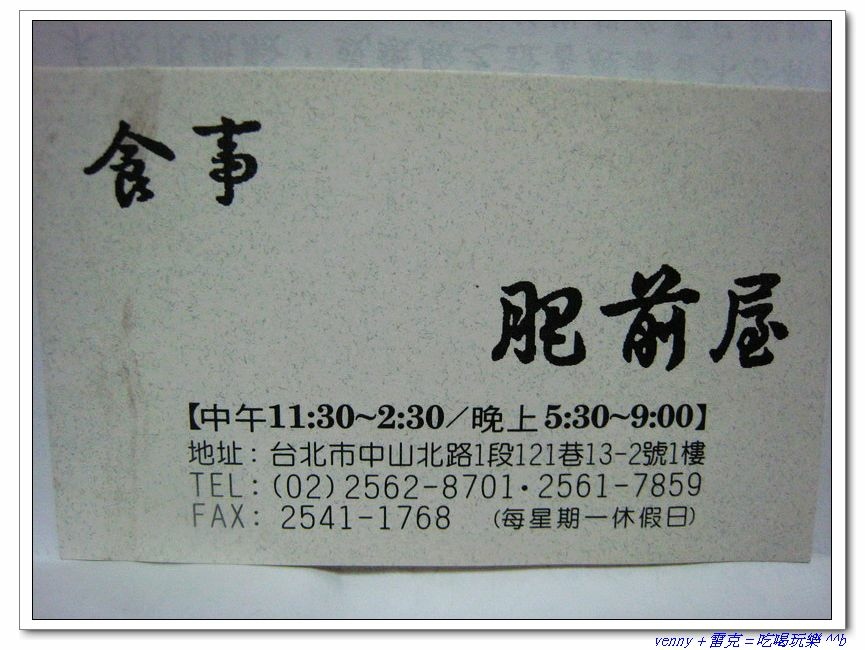 食事
肥前屋
【中午11:30~2:30／晚上5:30~9:00】
地址：台北市中山北路1段121巷13-2號1樓
TEL：(02) 2562-8701・2561-7859
FAX： 2541-1768 （每星期一休假日）
venny + 雷克 = 吃喝玩樂 ^^b